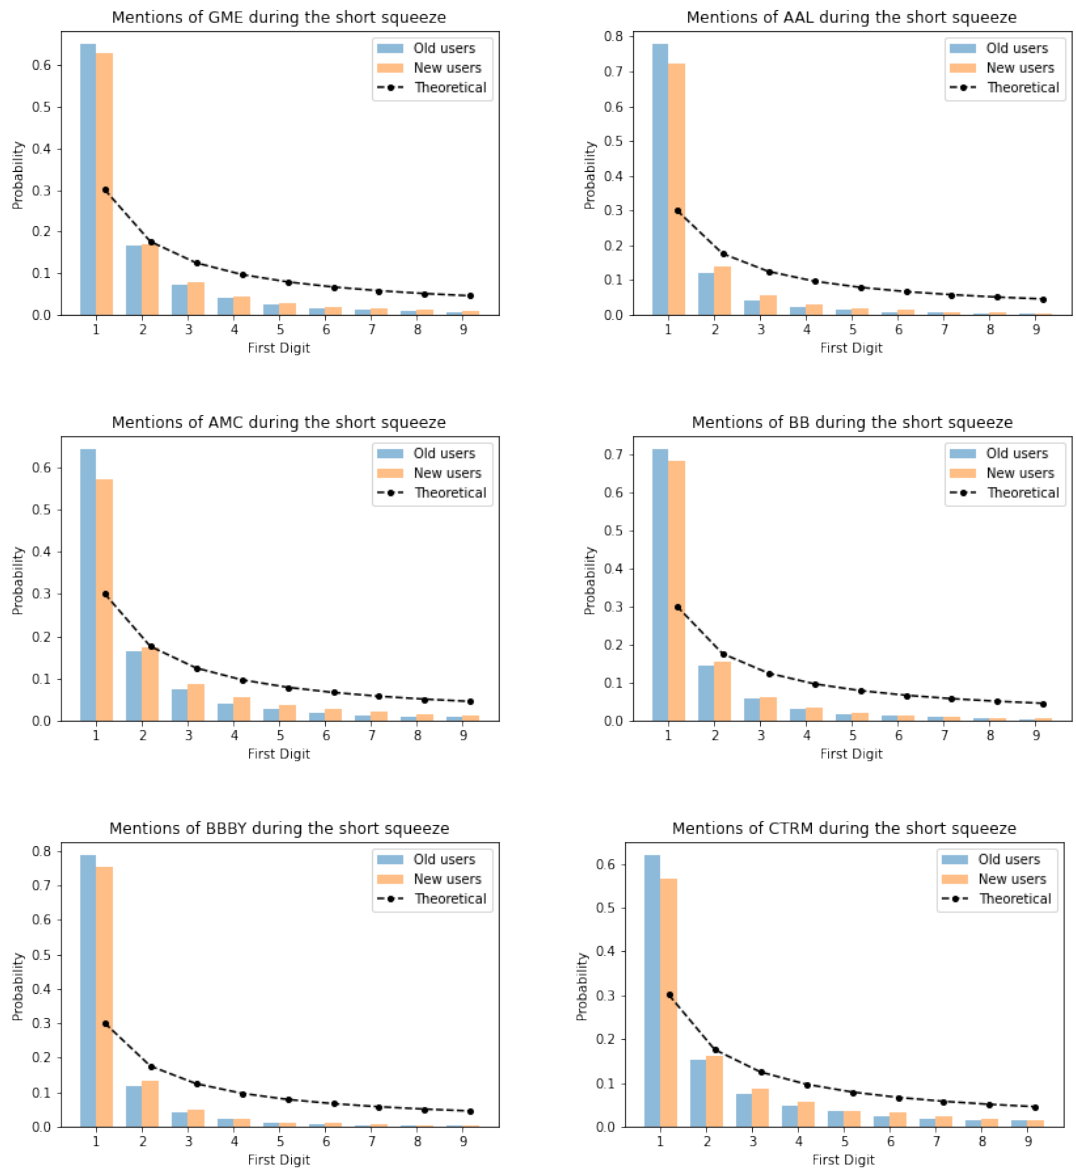 Mentions of GME during the short squeeze
Probability
0.6
0.5
0.4
0.3
0.2
0.1
0.0
Old users
New users
Theoretical
1 2 3 4 5 6 7 8 9
First Digit
Mentions of AAL during the short squeeze
Probability
0.8
0.7
0.6
0.5
0.4
0.3
0.2
0.1
0.0
Old users
New users
Theoretical
1 2 3 4 5 6 7 8 9
First Digit
Mentions of AMC during the short squeeze
Probability
0.6
0.5
0.4
0.3
0.2
0.1
0.0
Old users
New users
Theoretical
1 2 3 4 5 6 7 8 9
First Digit
Mentions of BB during the short squeeze
Probability
0.7
0.6
0.5
0.4
0.3
0.2
0.1
0.0
Old users
New users
Theoretical
1 2 3 4 5 6 7 8 9
First Digit
Mentions of BBBY during the short squeeze
Probability
0.8
0.7
0.6
0.5
0.4
0.3
0.2
0.1
0.0
Old users
New users
Theoretical
1 2 3 4 5 6 7 8 9
First Digit
Mentions of CTRM during the short squeeze
Probability
0.6
0.5
0.4
0.3
0.2
0.1
0.0
Old users
New users
Theoretical
1 2 3 4 5 6 7 8 9
First Digit